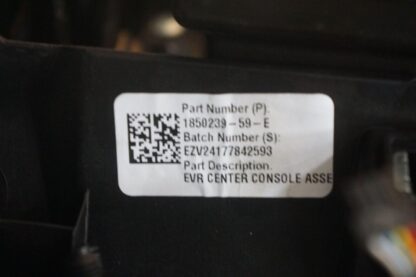 Part Number (P):
1850239-59-E
Batch Number (S):
EZV24177842593
Part Description:
EVR CENTER CONSOLE ASSE